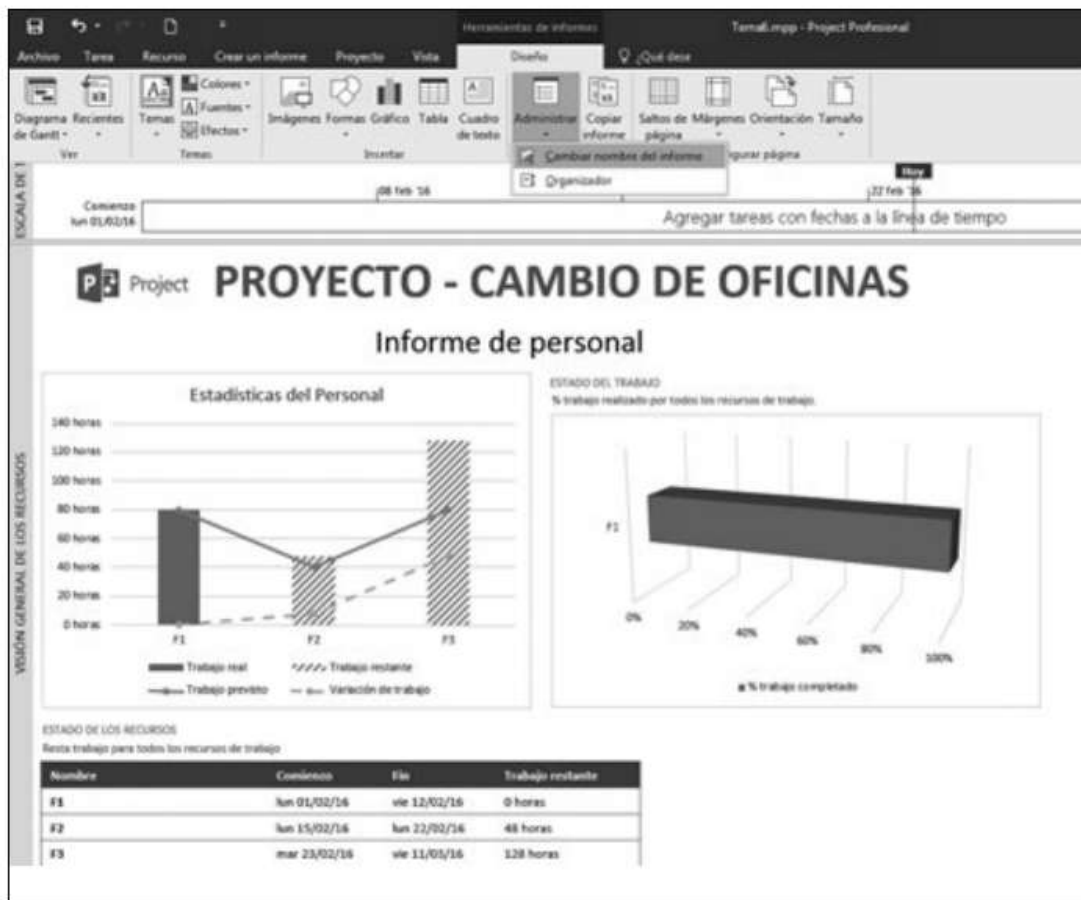 Herramientas de informes Tema6.mpp - Project Profesional
Archivo Tarea Recurso Crear un informe Proyecto Vista Diseño ¿Qué dese
Diagrama de Gantt Recientes
Temas Colores Fuentes Efectos
Imágenes Formas Gráfico Tabla Cuadro de texto
Administrar Copiar informe
Saltos de página Márgenes Orientación Tamaño
Ver Temas Insertar igurar página
Cambiar nombre del informe
Organizador
ESCALA DE T
Hoy
08 feb '16 22 feb '16
Comienzo
lun 01/02/16
Agregar tareas con fechas a la línea de tiempo
VISIÓN GENERAL DE LOS RECURSOS
P Project PROYECTO - CAMBIO DE OFICINAS
Informe de personal
Estadísticas del Personal
140 horas
120 horas
100 horas
80 horas
60 horas
40 horas
20 horas
0 horas
F1 F2 F3
Trabajo real Trabajo restante
Trabajo previsto Variación de trabajo
ESTADO DEL TRABAJO
% trabajo realizado por todos los recursos de trabajo.
F1
0% 20% 40% 60% 80% 100%
% trabajo completado
ESTADO DE LOS RECURSOS
Resta trabajo para todos los recursos de trabajo
Nombre Comienzo Fin Trabajo restante
F1 lun 01/02/16 vie 12/02/16 0 horas
F2 lun 15/02/16 lun 22/02/16 48 horas
F3 mar 23/02/16 vie 11/03/16 128 horas